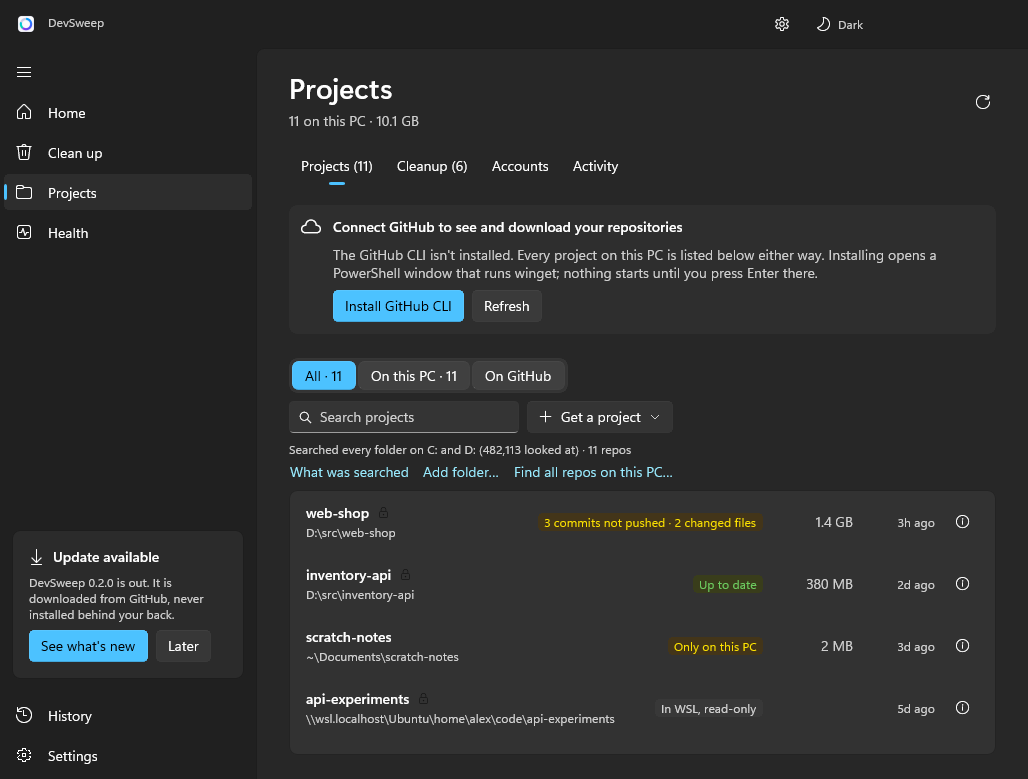 DevSweep
Dark
Home
Clean up
Projects
Health
Projects
11 on this PC · 10.1 GB
Projects (11)
Cleanup (6)
Accounts
Activity
Connect GitHub to see and download your repositories
The GitHub CLI isn't installed. Every project on this PC is listed below either way. Installing opens a
PowerShell window that runs winget; nothing starts until you press Enter there.
Install GitHub CLI
Refresh
All · 11
On this PC · 11
On GitHub
Search projects
Get a project
Searched every folder on C: and D: (482,113 looked at) · 11 repos
What was searched
Add folder...
Find all repos on this PC...
web-shop
D:\src\web-shop
3 commits not pushed · 2 changed files
1.4 GB
3h ago
inventory-api
D:\src\inventory-api
Up to date
380 MB
2d ago
scratch-notes
~\Documents\scratch-notes
Only on this PC
2 MB
3d ago
api-experiments
\\wsl.localhost\Ubuntu\home\alex\code\api-experiments
In WSL, read-only
5d ago
Update available
DevSweep 0.2.0 is out. It is
downloaded from GitHub, never
installed behind your back.
See what's new
Later
History
Settings